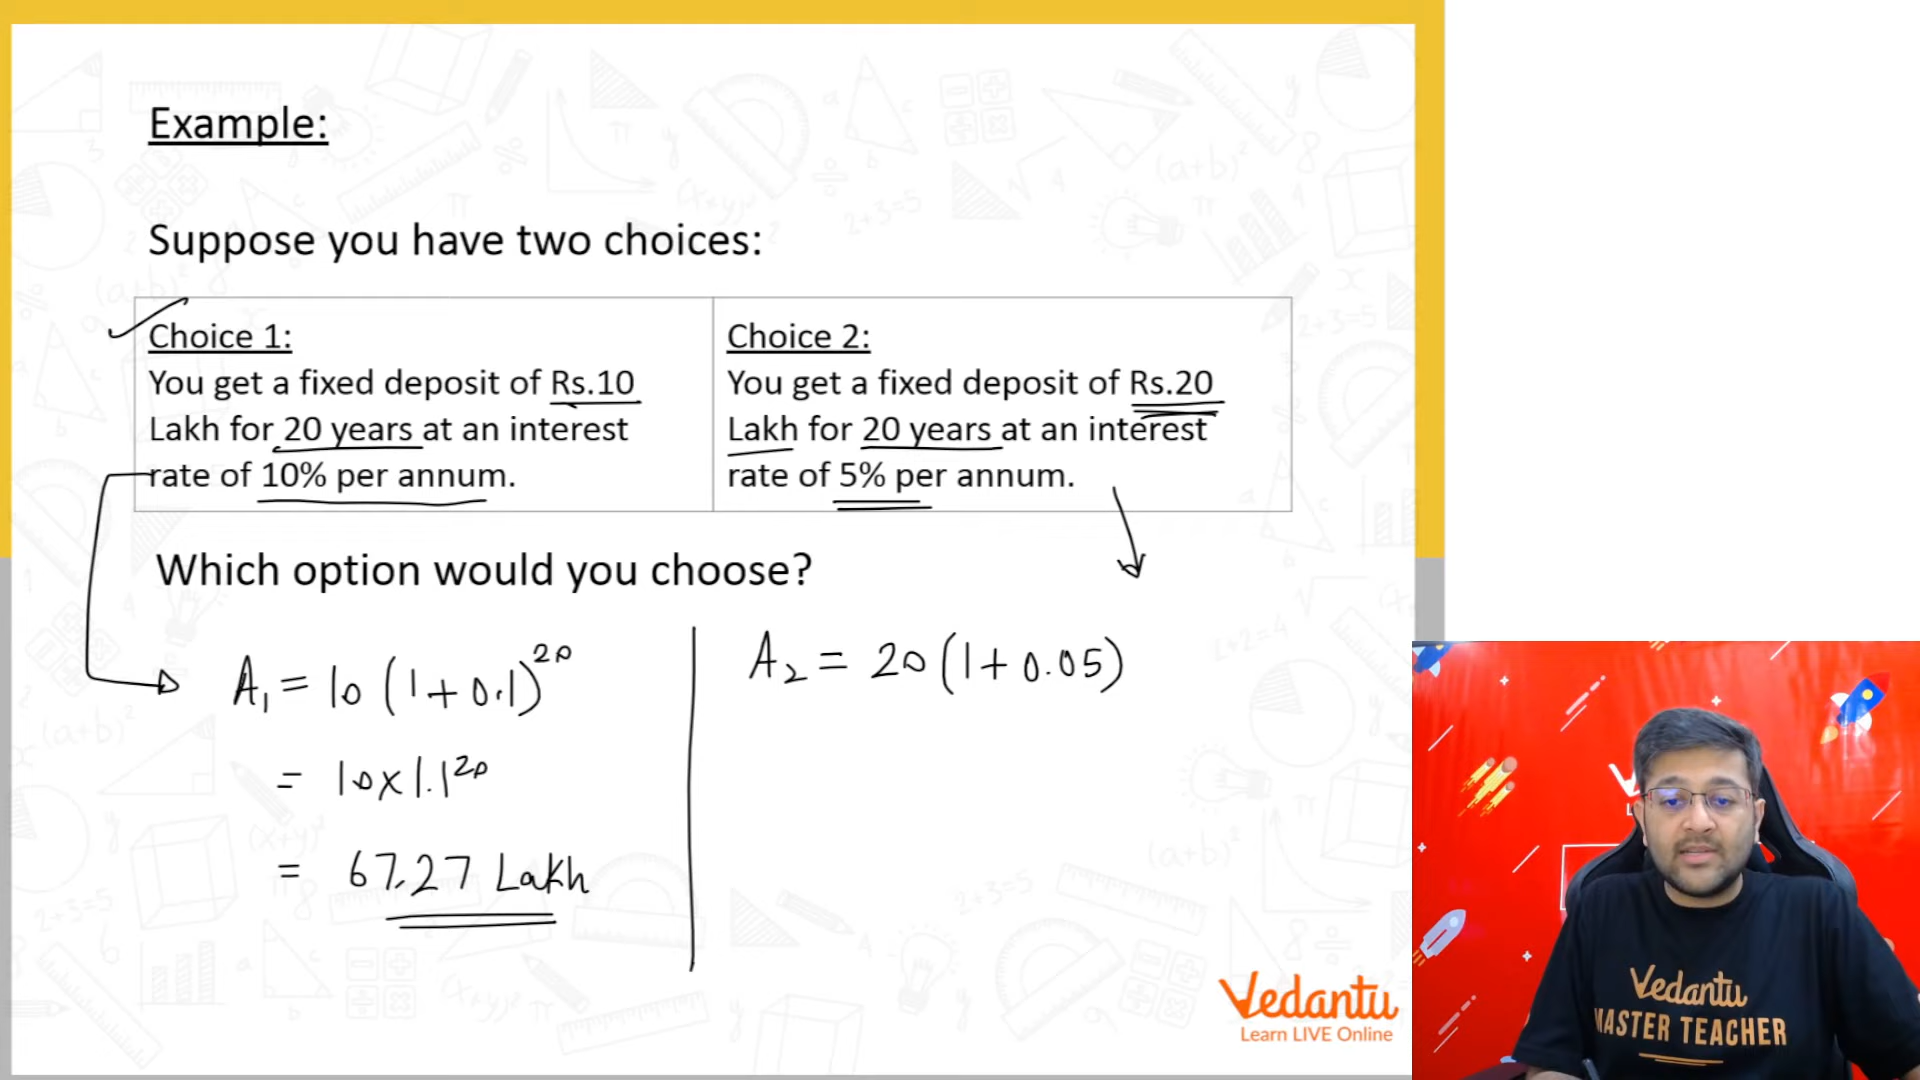 Example:
Suppose you have two choices:
Choice 1:
You get a fixed deposit of Rs.10
Lakh for 20 years at an interest
rate of 10% per annum.
Choice 2:
You get a fixed deposit of Rs.20
Lakh for 20 years at an interest
rate of 5% per annum.
Which option would you choose?
A₁ = 10 (1 + 0.1)²⁰
= 10 x 1.1²⁰
= 67.27 Lakh
A₂ = 20 (1 + 0.05)
Vedantu
Learn LIVE Online
Vedantu
MASTER TEACHER